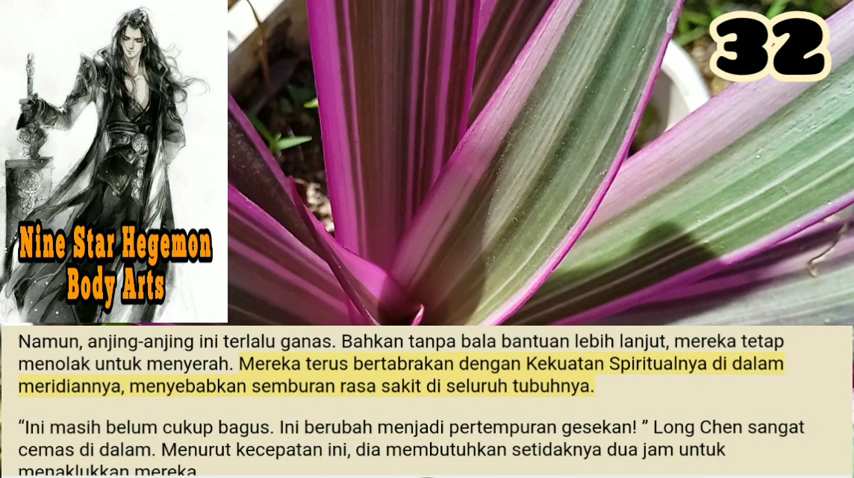 32
Nine Star Hegemon
Body Arts
Namun, anjing-anjing ini terlalu ganas. Bahkan tanpa bala bantuan lebih lanjut, mereka tetap
menolak untuk menyerah. Mereka terus bertabrakan dengan Kekuatan Spiritualnya di dalam
meridiannya, menyebabkan semburan rasa sakit di seluruh tubuhnya.
“Ini masih belum cukup bagus. Ini berubah menjadi pertempuran gesekan! ” Long Chen sangat
cemas di dalam. Menurut kecepatan ini, dia membutuhkan setidaknya dua jam untuk
menaklukkan mereka